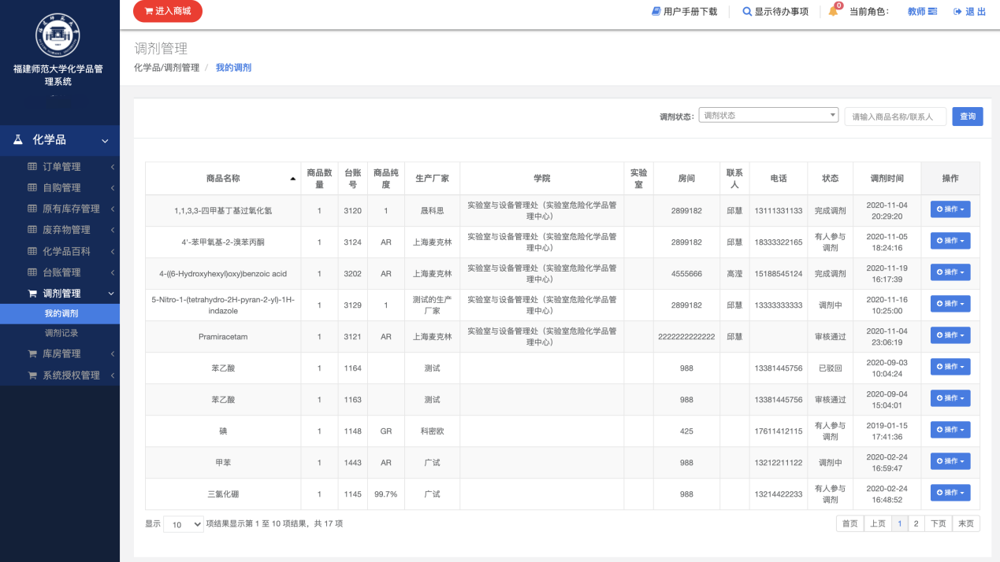 进入商城
用户手册下载
显示待办事项
0
当前角色:
教师
退 出
福建师范大学化学品管
理系统
化学品
订单管理
自购管理
原有库存管理
废弃物管理
化学品百科
台账管理
调剂管理
我的调剂
调剂记录
库房管理
系统授权管理
调剂管理
化学品/调剂管理 / 我的调剂
调剂状态: 调剂状态 请输入商品名称/联系人 查询
商品名称 商品数量 台账号 商品纯度 生产厂家 学院 实验室 房间 联系人 电话 状态 调剂时间 操作
1,1,3,3-四甲基丁基过氧化氢 1 3120 1 晟科思 实验室与设备管理处（实验室危险化学品管理中心） 2899182 邱慧 13111331133 完成调剂 2020-11-04 20:29:20 操作
4'-苯甲氧基-2-溴苯丙酮 1 3124 AR 上海麦克林 实验室与设备管理处（实验室危险化学品管理中心） 2899182 邱慧 18333322165 有人参与调剂 2020-11-05 18:24:16 操作
4-((6-Hydroxyhexyl)oxy)benzoic acid 1 3202 AR 上海麦克林 实验室与设备管理处（实验室危险化学品管理中心） 4555666 高滢 15188545124 完成调剂 2020-11-19 16:17:39 操作
5-Nitro-1-(tetrahydro-2H-pyran-2-yl)-1H-indazole 1 3129 1 测试的生产厂家 实验室与设备管理处（实验室危险化学品管理中心） 2899182 邱慧 13333333333 调剂中 2020-11-16 10:25:00 操作
Pramiracetam 1 3121 AR 上海麦克林 实验室与设备管理处（实验室危险化学品管理中心） 2222222222222 邱慧 审核通过 2020-11-04 23:06:19 操作
苯乙酸 1 1164 测试 988 13381445756 已驳回 2020-09-03 10:04:24 操作
苯乙酸 1 1163 测试 988 13381445756 审核通过 2020-09-04 15:04:01 操作
碘 1 1148 GR 科密欧 425 17611412115 有人参与调剂 2019-01-15 17:41:36 操作
甲苯 1 1443 AR 广试 988 13212211122 调剂中 2020-02-24 16:59:47 操作
三氯化硼 1 1145 99.7% 广试 988 13214422233 有人参与调剂 2020-02-24 16:48:52 操作
显示 10 项结果显示第 1 至 10 项结果，共 17 项
首页 上页 1 2 下页 末页